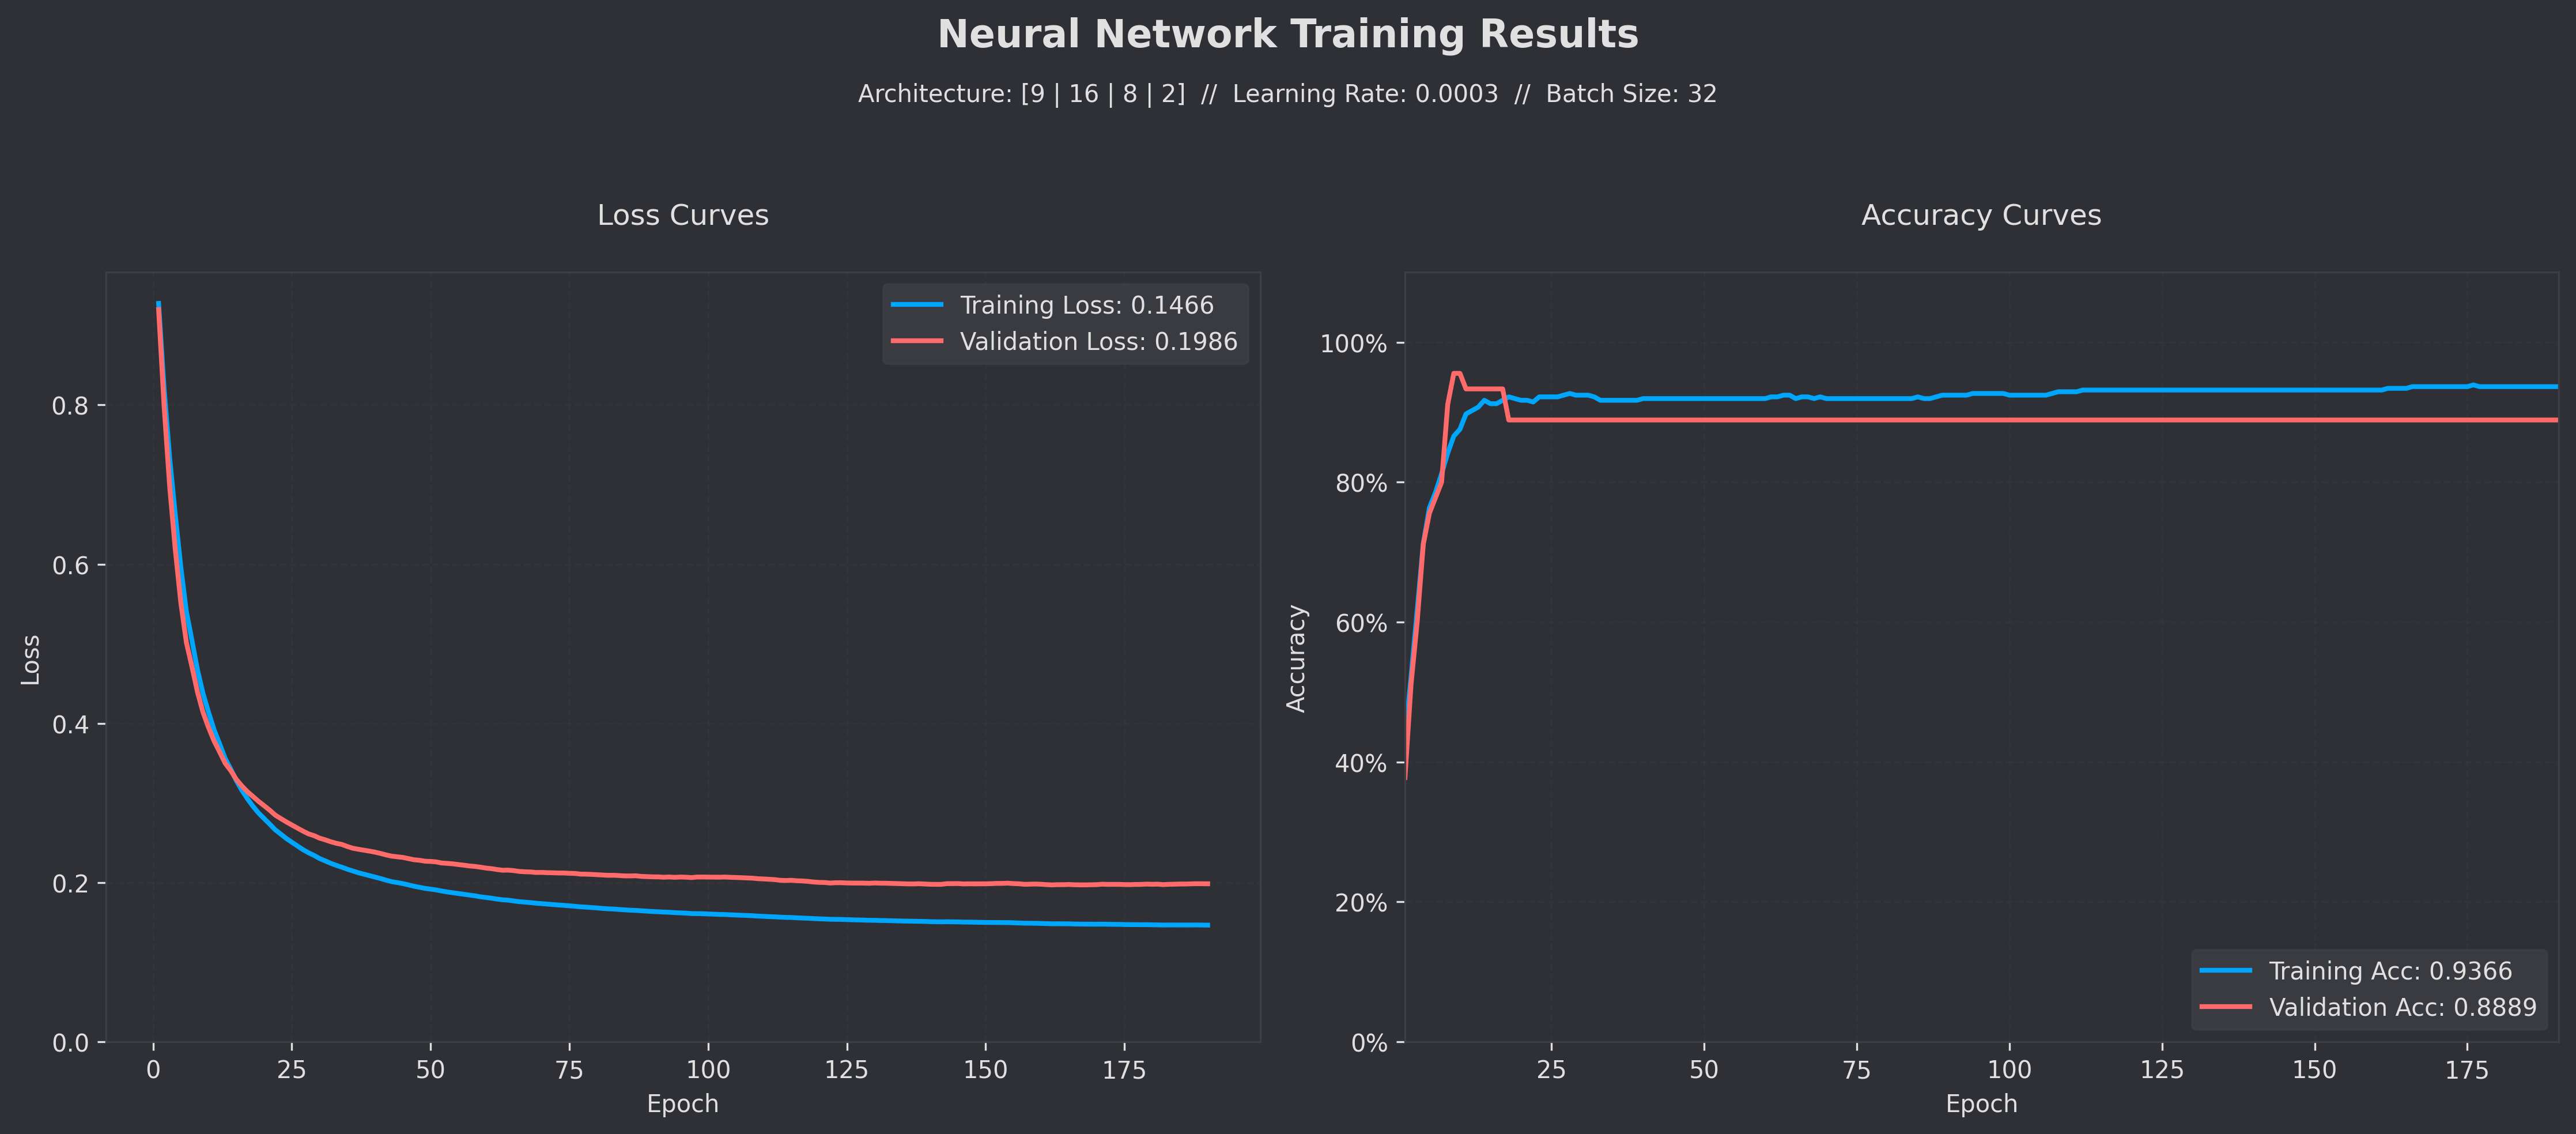 Neural Network Training Results
Architecture: [9 | 16 | 8 | 2]  //  Learning Rate: 0.0003  //  Batch Size: 32
Loss Curves
Training Loss: 0.1466
Validation Loss: 0.1986
0.8
0.6
0.4
0.2
0.0
Loss
0 25 50 75 100 125 150 175
Epoch
Accuracy Curves
100%
80%
60%
40%
20%
0%
Accuracy
Training Acc: 0.9366
Validation Acc: 0.8889
25 50 75 100 125 150 175
Epoch